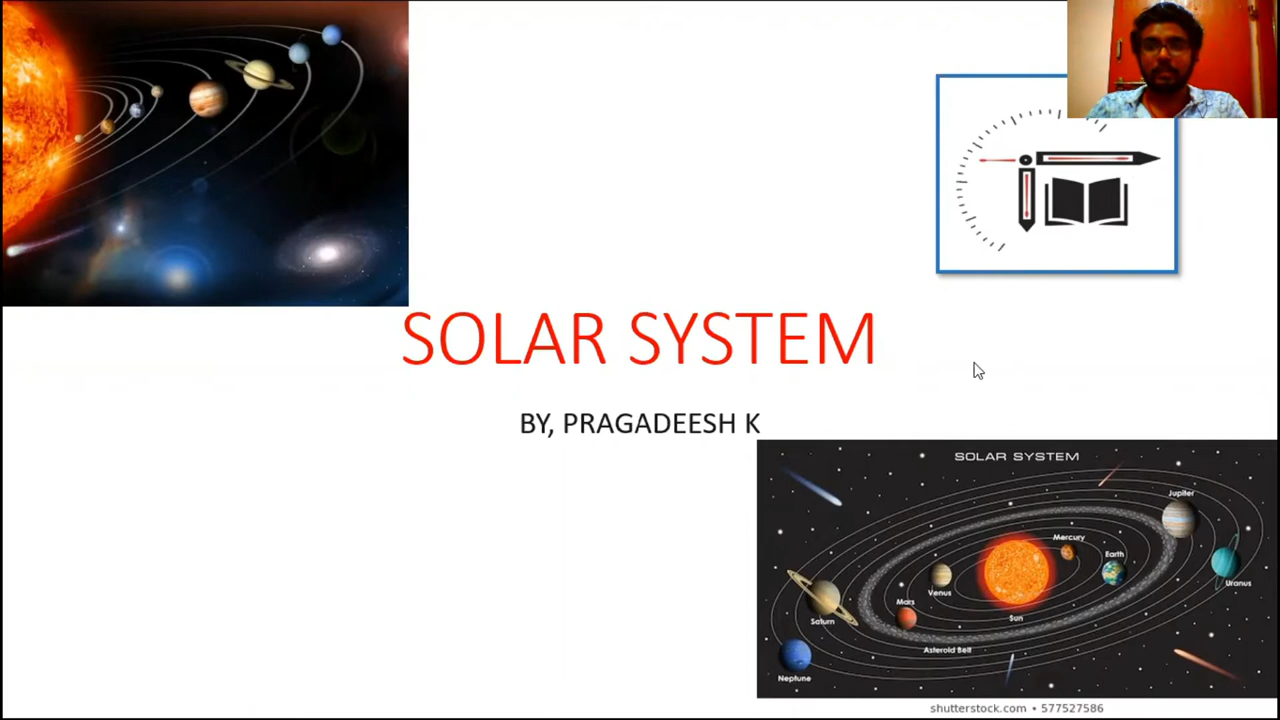 SOLAR SYSTEM
BY, PRAGADEESH K
SOLAR SYSTEM
Jupiter
Mercury
Earth
Uranus
Venus
Mars
Sun
Saturn
Asteroid Belt
Neptune
shutterstock.com • 577527586